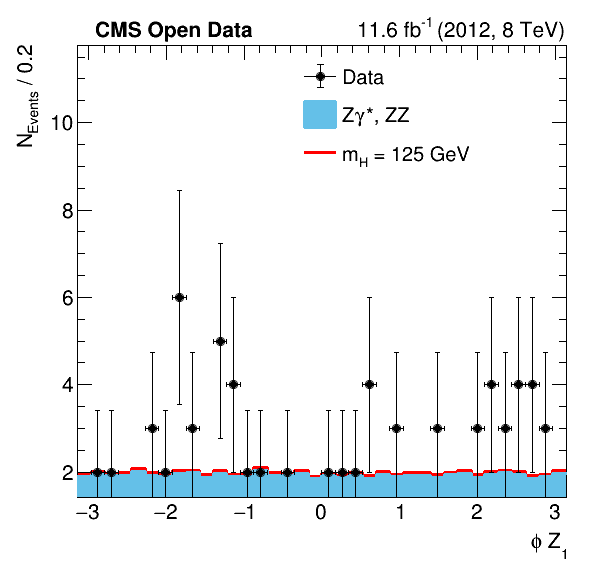 CMS Open Data 11.6 fb⁻¹ (2012, 8 TeV)
N_Events / 0.2
Data
Zγ*, ZZ
m_H = 125 GeV
10
8
6
4
2
−3 −2 −1 0 1 2 3
ϕ Z₁